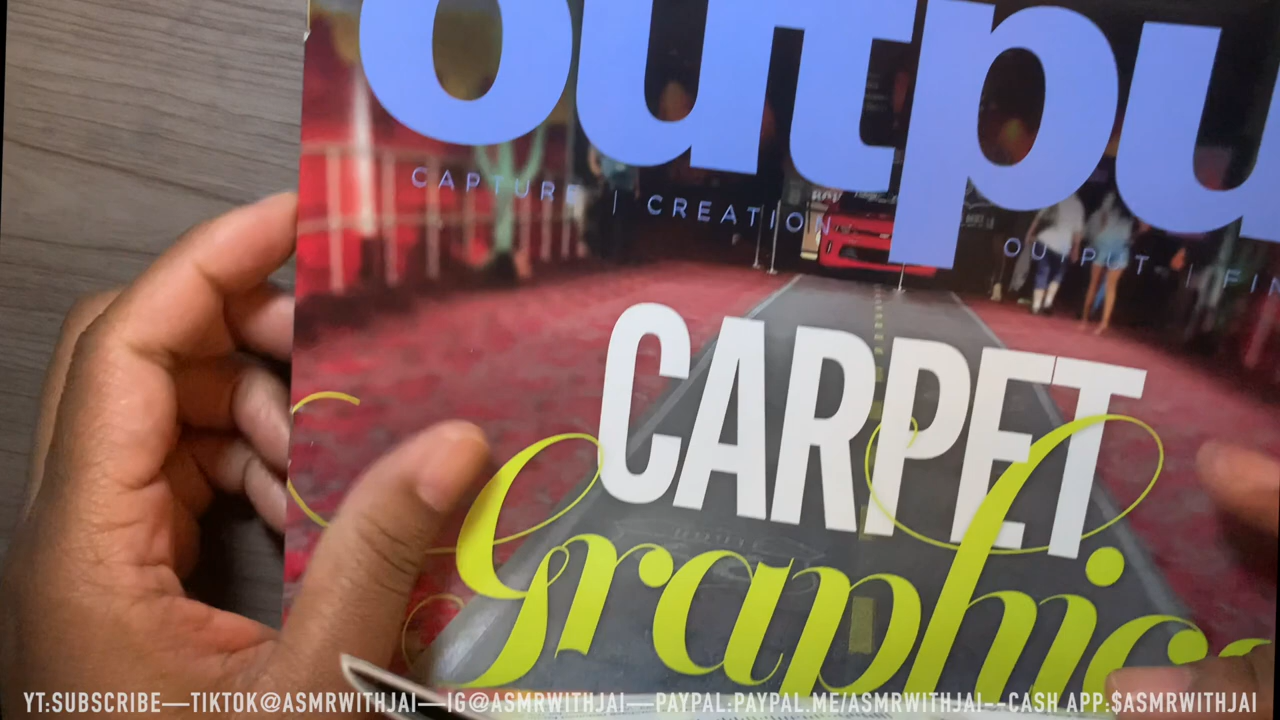 outpu
CAPTURE | CREATION
OUTPUT | FIN
CARPET
Graphics
YT:SUBSCRIBE—TIKTOK@ASMRWITHJAI—IG@ASMRWITHJAI—PAYPAL:PAYPAL.ME/ASMRWITHJAI--CASH APP:$ASMRWITHJAI